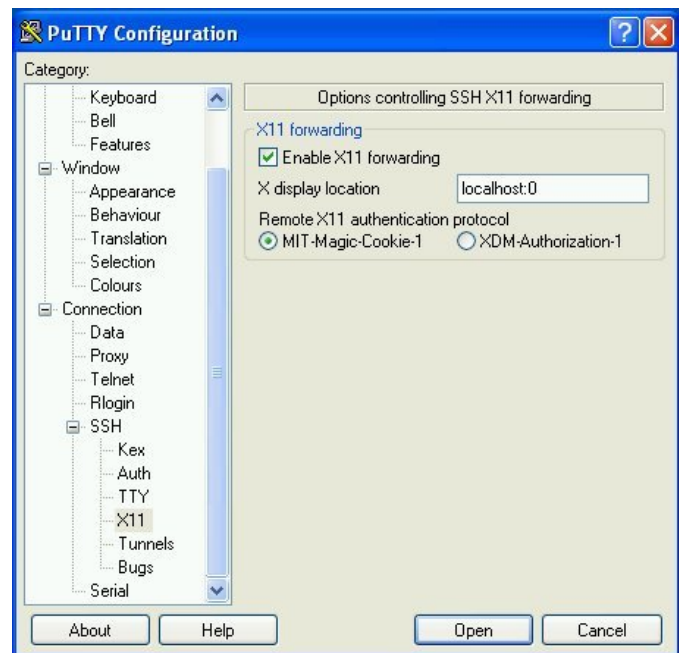 PuTTY Configuration
Category:
Keyboard
Bell
Features
Window
Appearance
Behaviour
Translation
Selection
Colours
Connection
Data
Proxy
Telnet
Rlogin
SSH
Kex
Auth
TTY
X11
Tunnels
Bugs
Serial
Options controlling SSH X11 forwarding
X11 forwarding
Enable X11 forwarding
X display location localhost:0
Remote X11 authentication protocol
MIT-Magic-Cookie-1 XDM-Authorization-1
About Help Open Cancel